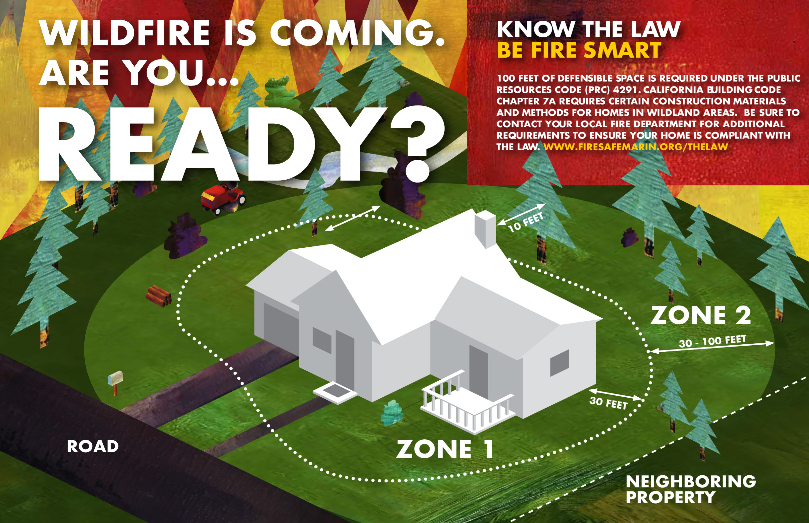 WILDFIRE IS COMING.
ARE YOU...
READY?
KNOW THE LAW
BE FIRE SMART
100 FEET OF DEFENSIBLE SPACE IS REQUIRED UNDER THE PUBLIC
RESOURCES CODE (PRC) 4291. CALIFORNIA BUILDING CODE
CHAPTER 7A REQUIRES CERTAIN CONSTRUCTION MATERIALS
AND METHODS FOR HOMES IN WILDLAND AREAS. BE SURE TO
CONTACT YOUR LOCAL FIRE DEPARTMENT FOR ADDITIONAL
REQUIREMENTS TO ENSURE YOUR HOME IS COMPLIANT WITH
THE LAW. WWW.FIRESAFEMARIN.ORG/THELAW
10 FEET
ZONE 2
30 - 100 FEET
30 FEET
ZONE 1
ROAD
NEIGHBORING
PROPERTY